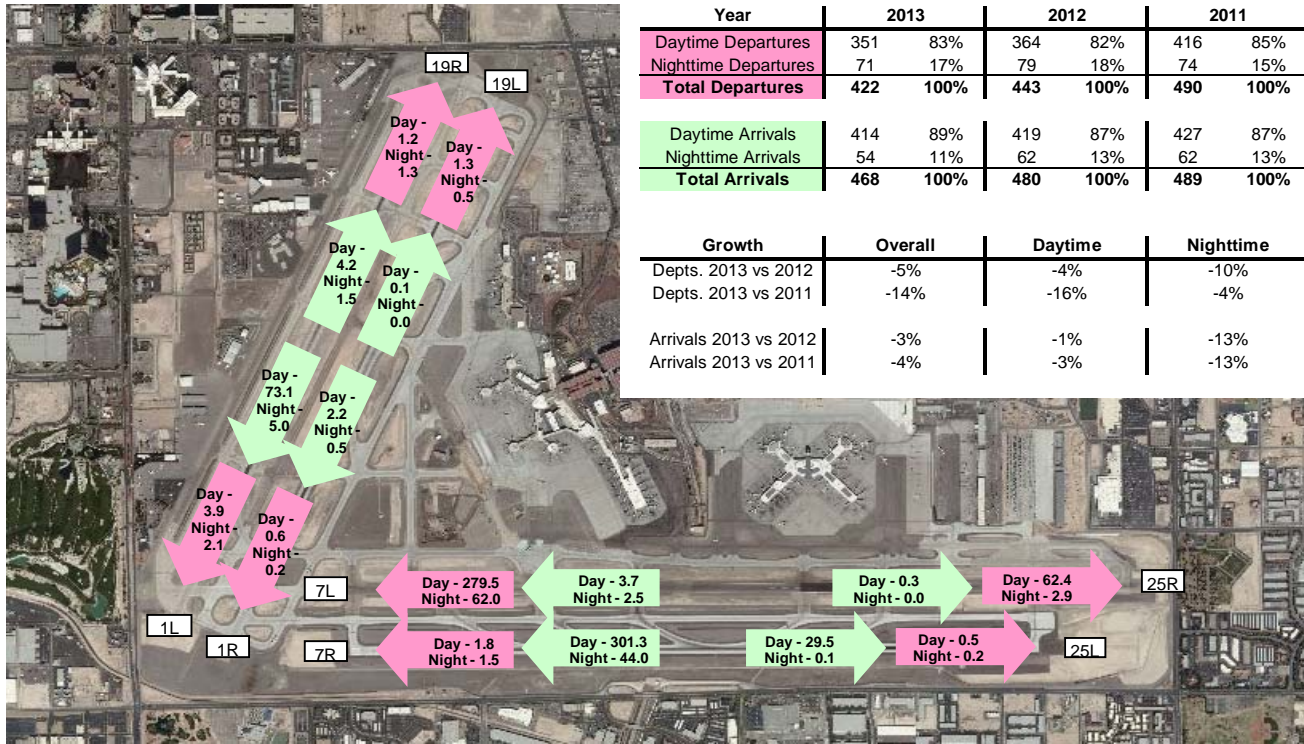 Year 2013 2012 2011
Daytime Departures 351 83% 364 82% 416 85%
Nighttime Departures 71 17% 79 18% 74 15%
Total Departures 422 100% 443 100% 490 100%
Daytime Arrivals 414 89% 419 87% 427 87%
Nighttime Arrivals 54 11% 62 13% 62 13%
Total Arrivals 468 100% 480 100% 489 100%
Growth Overall Daytime Nighttime
Depts. 2013 vs 2012 -5% -4% -10%
Depts. 2013 vs 2011 -14% -16% -4%
Arrivals 2013 vs 2012 -3% -1% -13%
Arrivals 2013 vs 2011 -4% -3% -13%
19R
19L
Day -
1.2
Night -
1.3
Day -
1.3
Night -
0.5
Day -
4.2
Night -
1.5
Day -
0.1
Night -
0.0
Day -
73.1
Night -
5.0
Day -
2.2
Night -
0.5
Day -
3.9
Night -
2.1
Day -
0.6
Night -
0.2
1L
1R
7L
Day - 279.5
Night - 62.0
Day - 3.7
Night - 2.5
Day - 0.3
Night - 0.0
Day - 62.4
Night - 2.9
25R
7R
Day - 1.8
Night - 1.5
Day - 301.3
Night - 44.0
Day - 29.5
Night - 0.1
Day - 0.5
Night - 0.2
25L